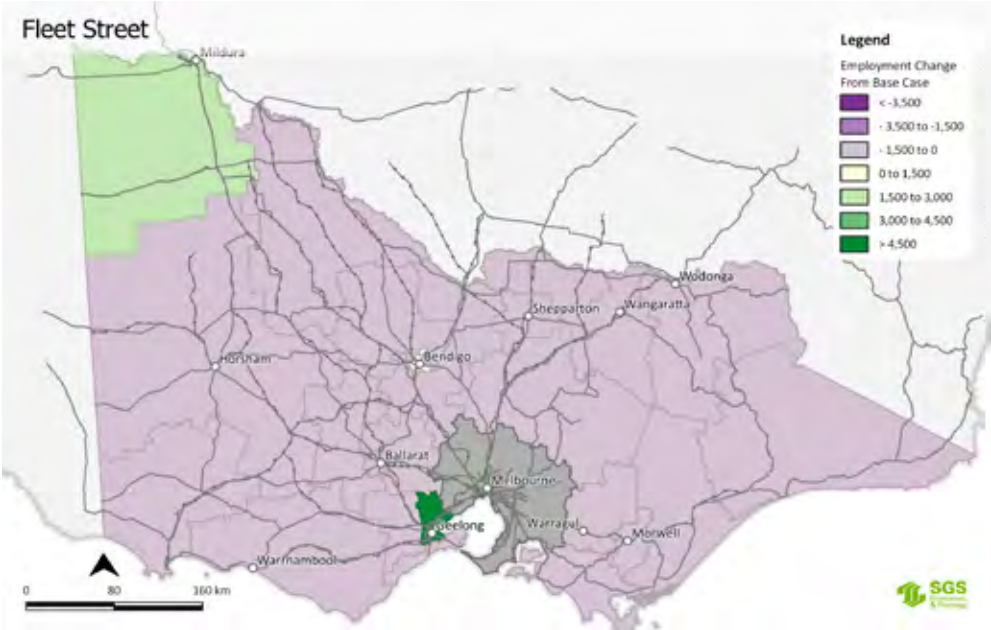 Fleet Street
Legend
Employment Change
From Base Case
< -3,500
- 3,500 to -1,500
- 1,500 to 0
0 to 1,500
1,500 to 3,000
3,000 to 4,500
> 4,500
Mildura
Wodonga
Shepparton
Wangaratta
Horsham
Bendigo
Ballarat
Melbourne
Geelong
Warragul
Morwell
Warrnambool
0 80 160 km
SGS